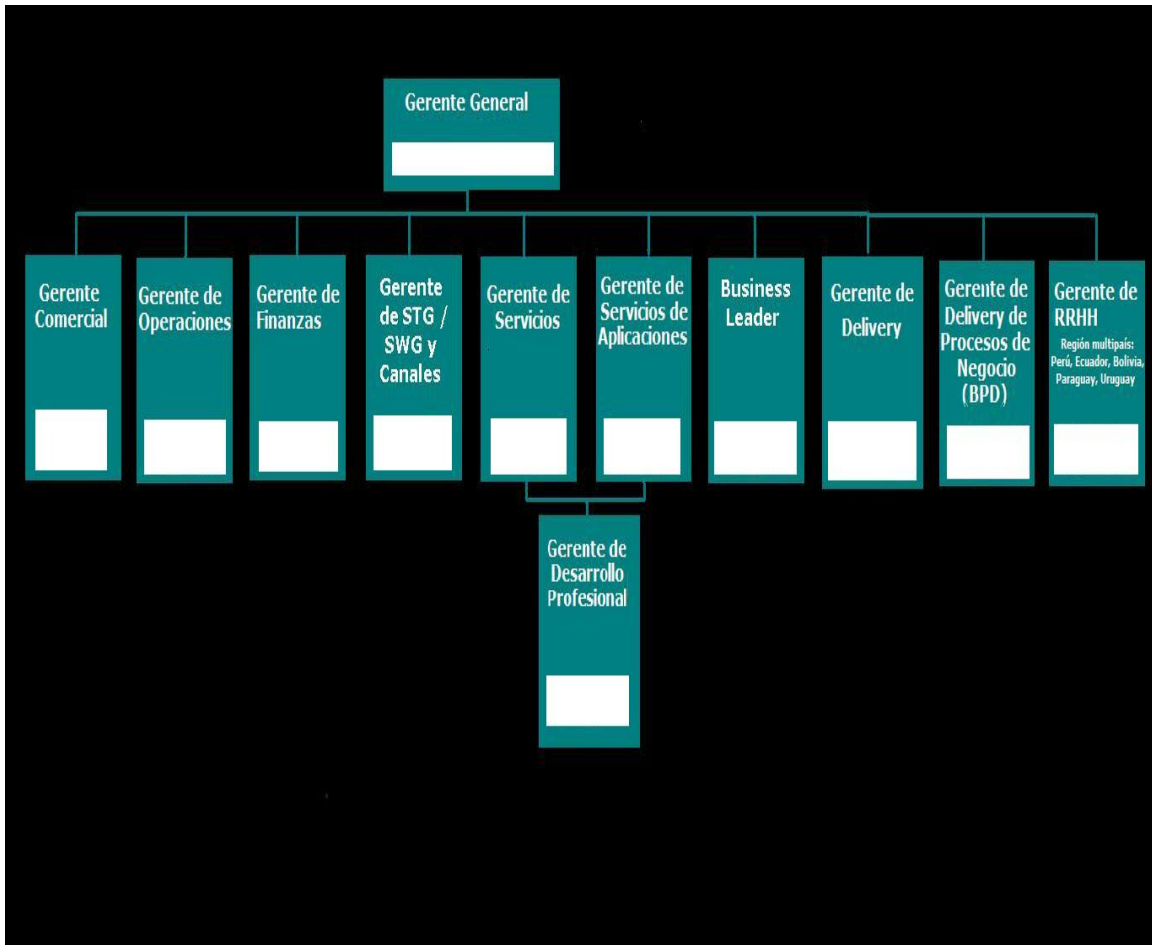 Gerente General
Gerente
Comercial
Gerente de
Operaciones
Gerente de
Finanzas
Gerente
de STG /
SWG y
Canales
Gerente de
Servicios
Gerente de
Servicios de
Aplicaciones
Business
Leader
Gerente de
Delivery
Gerente de
Delivery de
Procesos de
Negocio
(BPD)
Gerente de
RRHH
Región multipaís:
Perú, Ecuador, Bolivia,
Paraguay, Uruguay
Gerente de
Desarrollo
Profesional